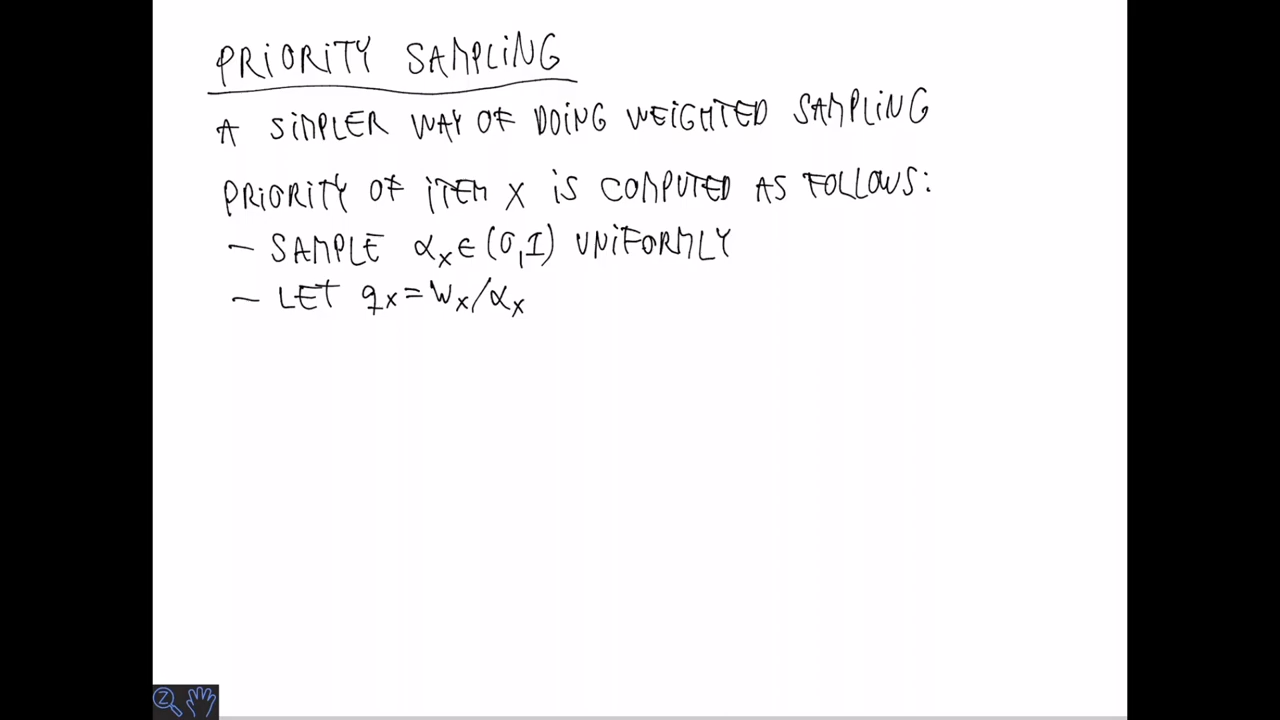 PRIORITY SAMPLING
A SIMPLER WAY OF DOING WEIGHTED SAMPLING
PRIORITY OF ITEM X IS COMPUTED AS FOLLOWS:
- SAMPLE αₓ ∈ (0,1) UNIFORMLY
- LET qₓ = wₓ/αₓ
Z